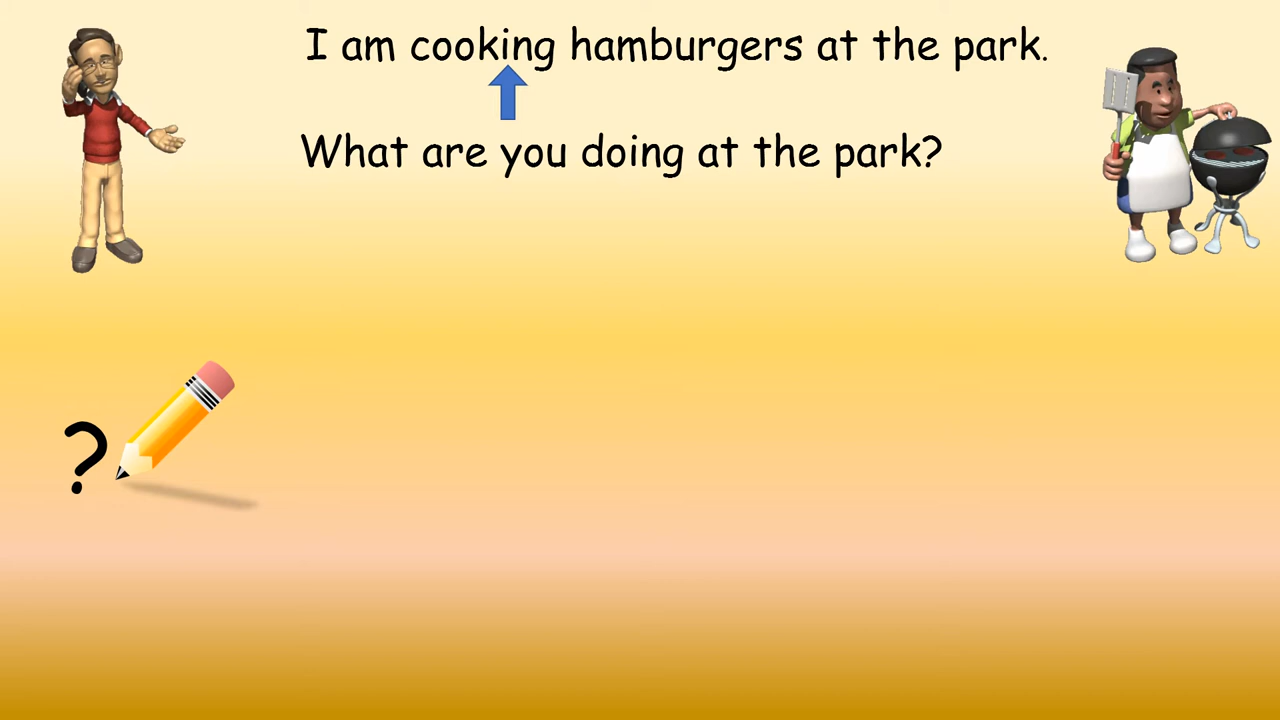 I am cooking hamburgers at the park.
What are you doing at the park?
?